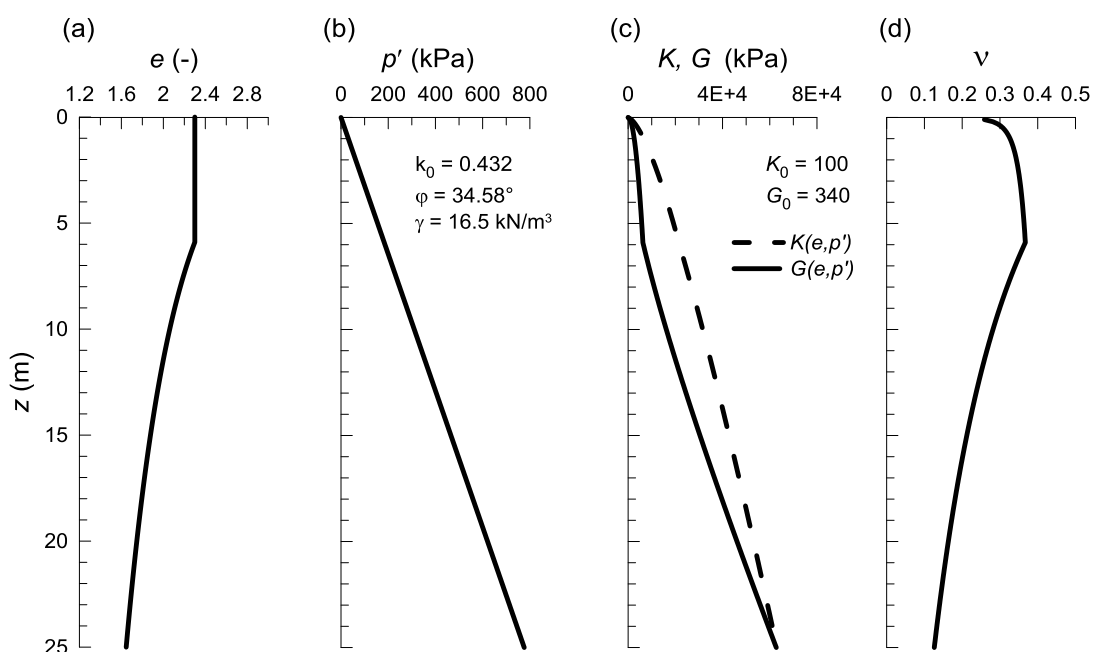 (a) (b) (c) (d)
e (-) p' (kPa) K, G (kPa) ν
1.2 1.6 2 2.4 2.8 0 200 400 600 800 0 4E+4 8E+4 0 0.1 0.2 0.3 0.4 0.5
0
k0 = 0.432 K0 = 100
φ = 34.58° G0 = 340
γ = 16.5 kN/m³
5
K(e,p')
G(e,p')
10
z (m)
15
20
25